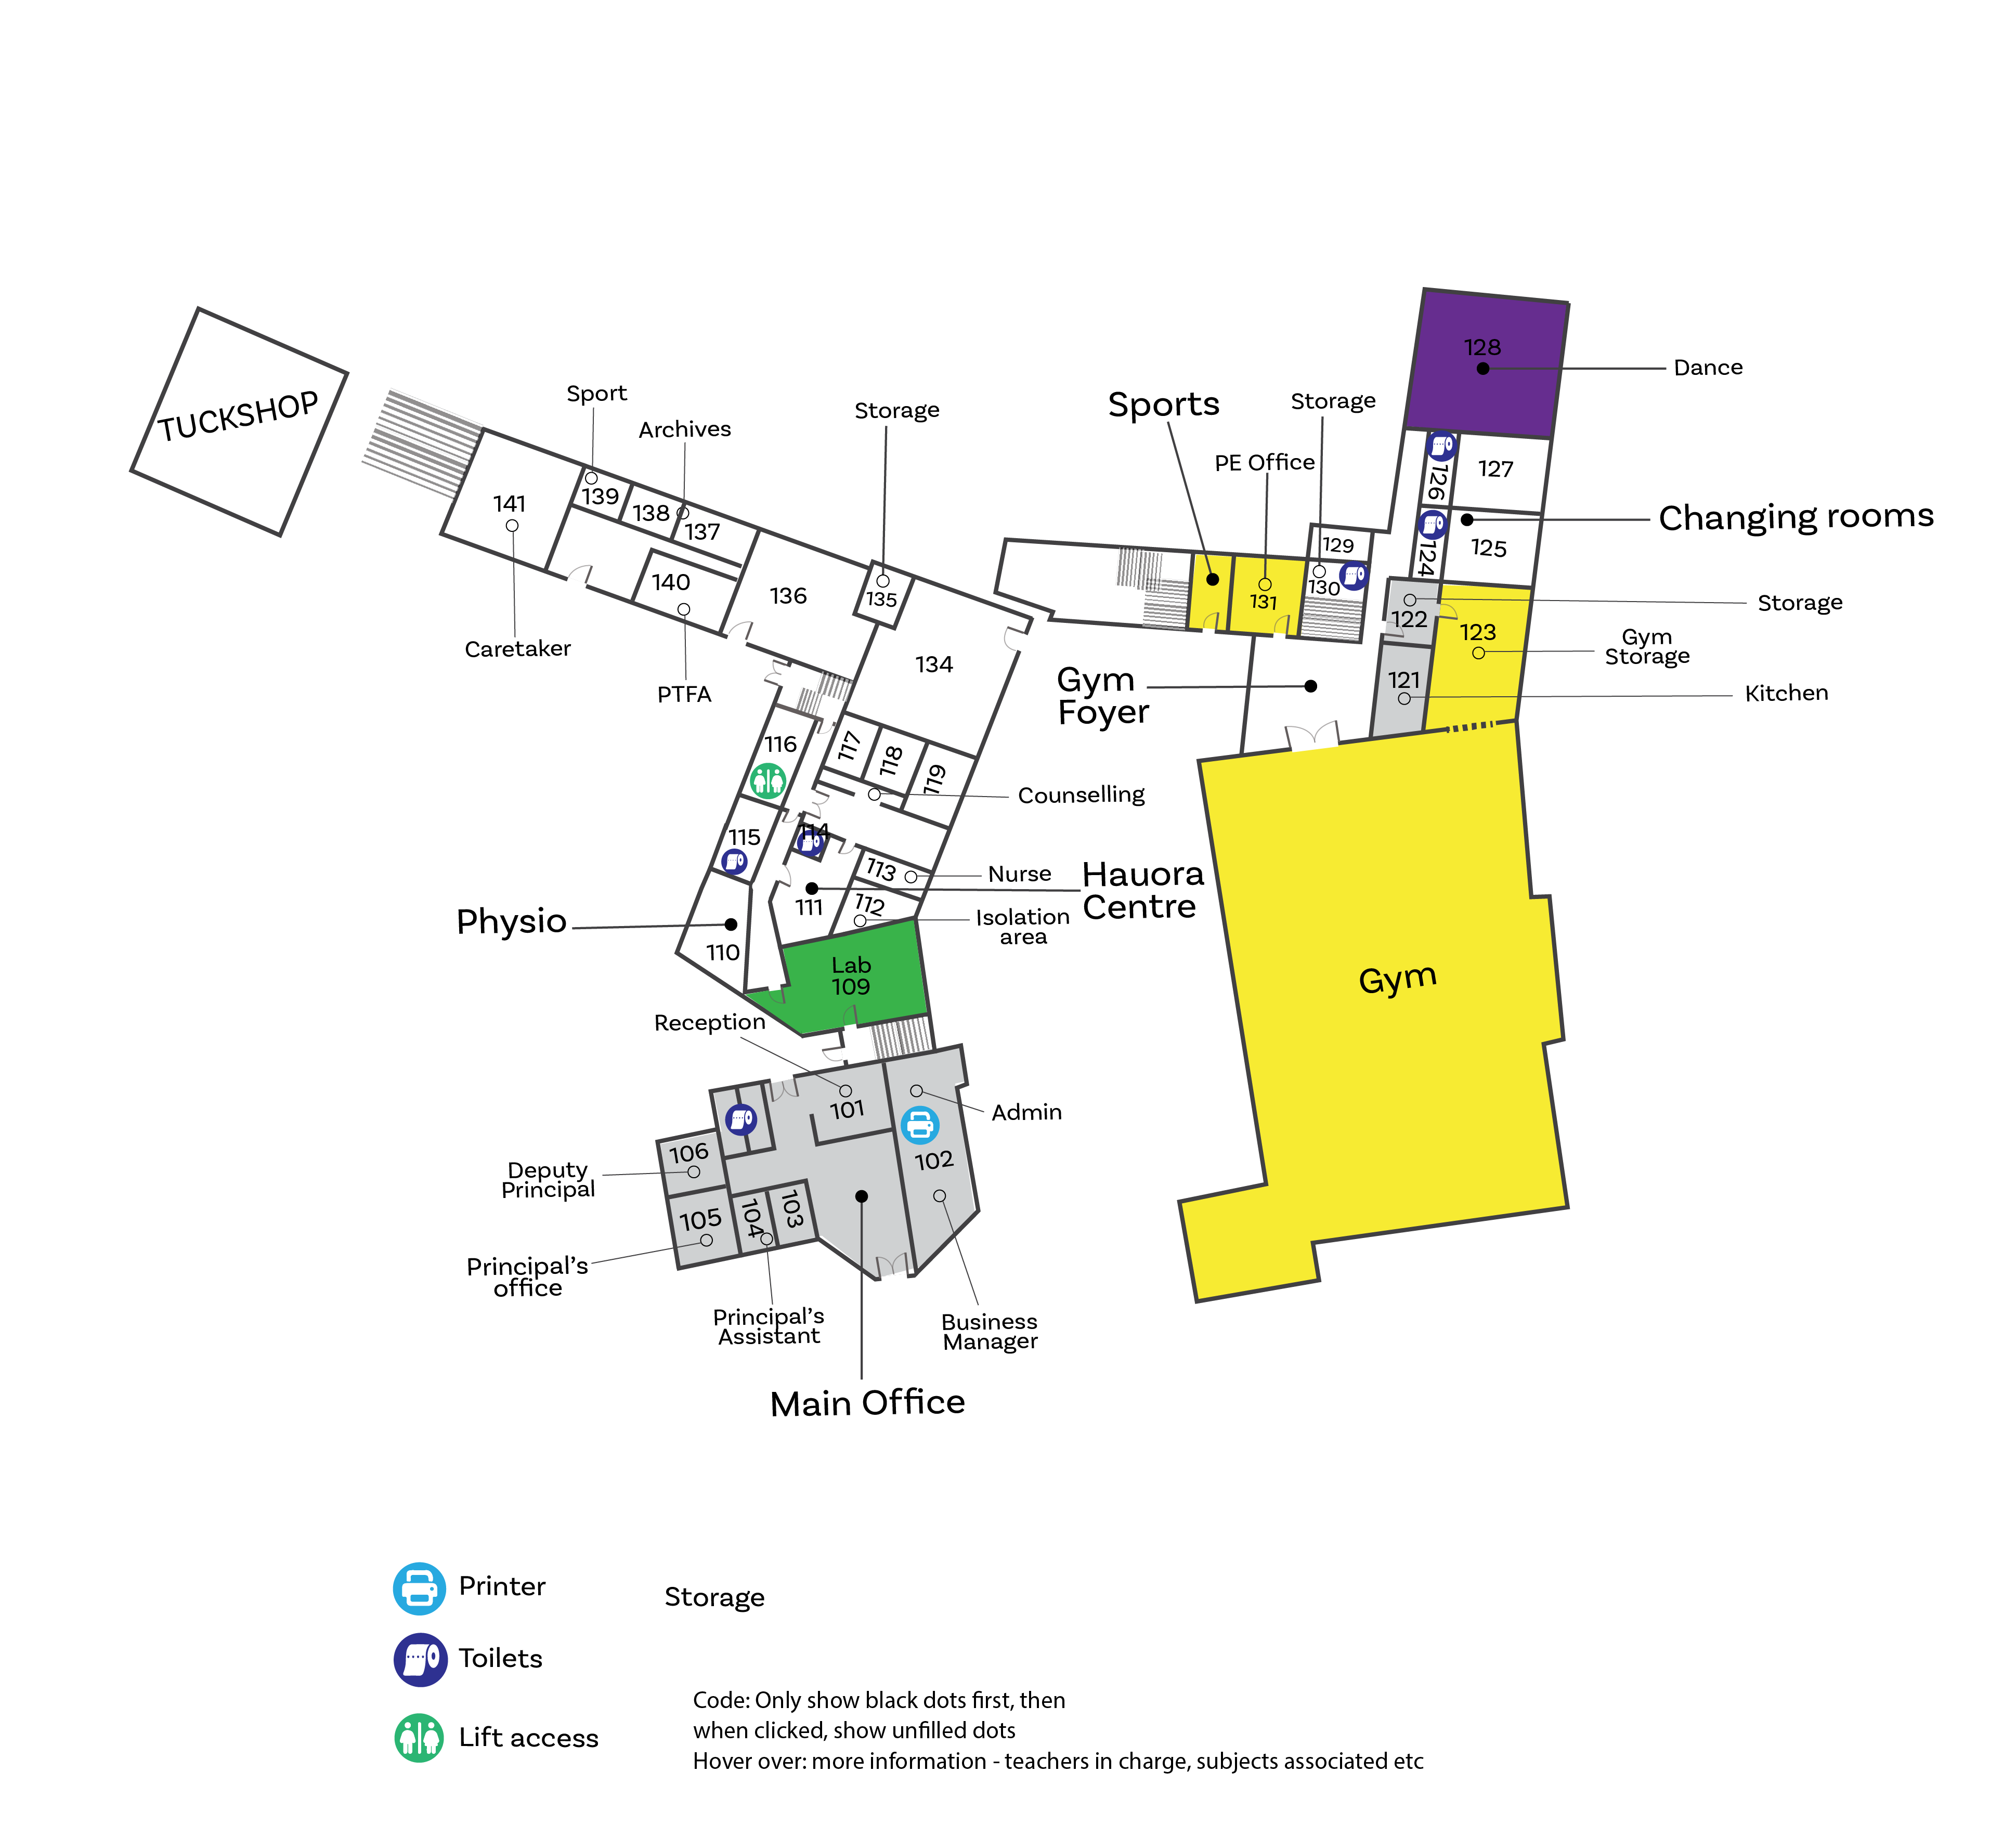 TUCKSHOP
Sport
Archives
Storage
Sports
Storage
PE Office
128
Dance
126
127
Changing rooms
124
125
141
139
138
137
140
136
135
134
129
130
131
122
Storage
123
Gym
Storage
121
Kitchen
Caretaker
PTFA
Gym
Foyer
116
117
118
119
Counselling
115
114
113
Nurse
Hauora
Centre
111
112
Isolation
area
Physio
110
Lab
109
Gym
Reception
101
Admin
102
106
Deputy
Principal
105
104
103
Principal's
office
Principal's
Assistant
Business
Manager
Main Office
Printer
Storage
Toilets
Lift access
Code: Only show black dots first, then
when clicked, show unfilled dots
Hover over: more information - teachers in charge, subjects associated etc